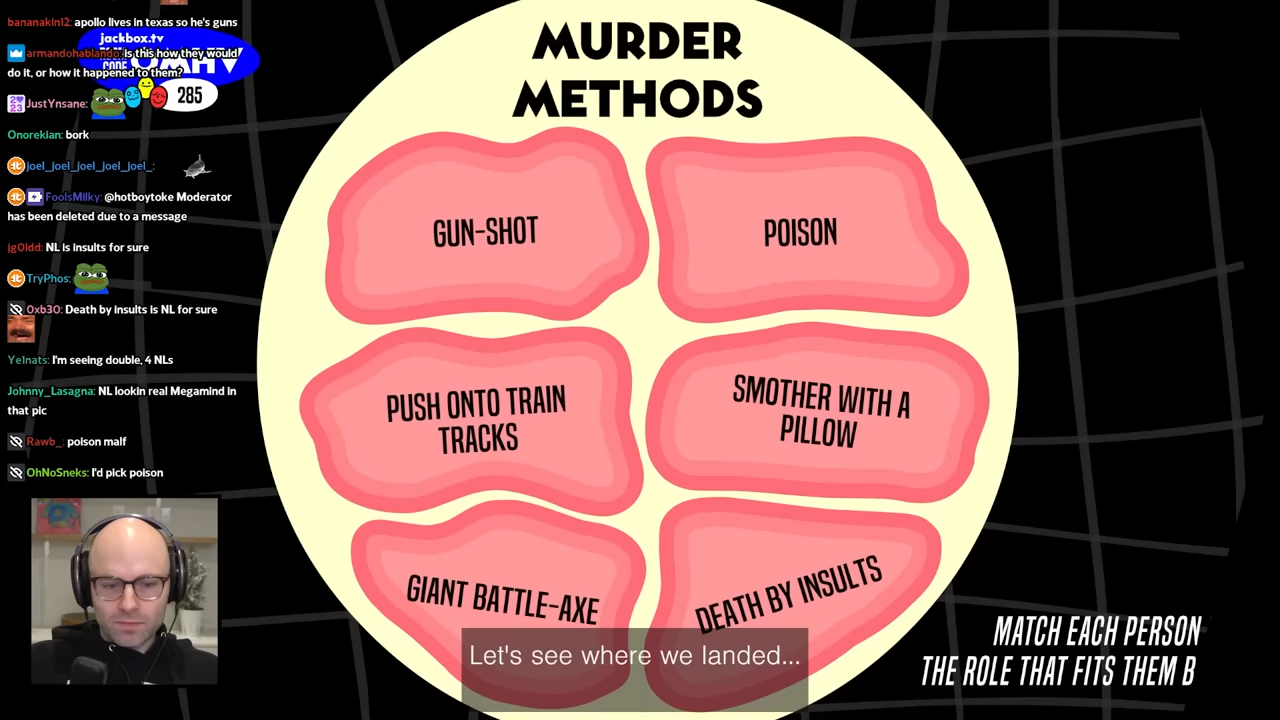 bananakin12: apollo lives in texas so he's guns
jackbox.tv
armandohablando: is this how they would
do it, or how it happened to them?
CODE
285
JustYnsane:
Onorekian: bork
joel_joel_joel_joel_joel_:
FoolsMilky: @hotboytoke Moderator
has been deleted due to a message
jg0ldd: NL is insults for sure
TryPhos:
0xb30: Death by insults is NL for sure
Ye1nats: I'm seeing double, 4 NLs
Johnny_Lasagna: NL lookin real Megamind in
that pic
Rawb_: poison malf
OhNoSneks: I'd pick poison
MURDER
METHODS
GUN-SHOT
POISON
PUSH ONTO TRAIN
TRACKS
SMOTHER WITH A
PILLOW
GIANT BATTLE-AXE
DEATH BY INSULTS
Let's see where we landed...
MATCH EACH PERSON
THE ROLE THAT FITS THEM B